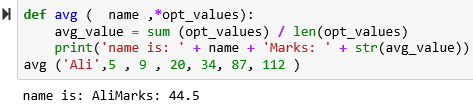 def avg (  name ,*opt_values):
    avg_value = sum (opt_values) / len(opt_values)
    print('name is: ' + name + 'Marks: ' + str(avg_value))
avg ('Ali',5 , 9 , 20, 34, 87, 112 )
name is: AliMarks: 44.5